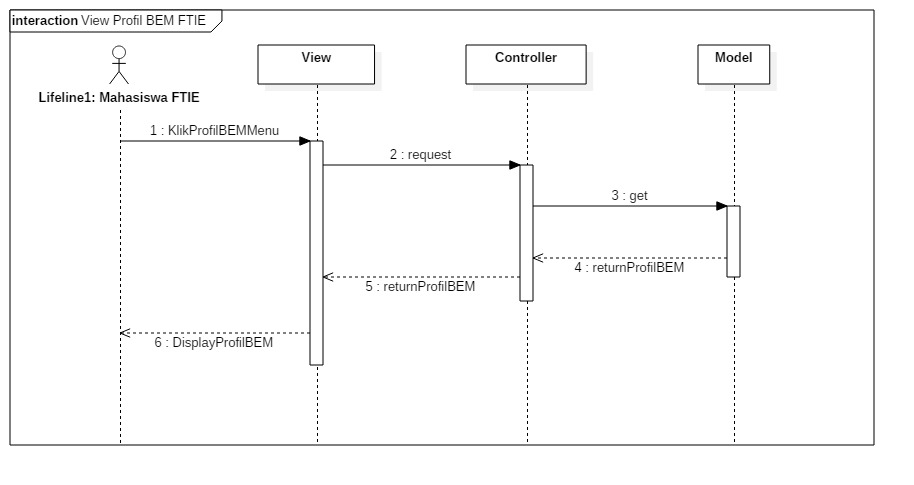 interaction View Profil BEM FTIE
View
Controller
Model
Lifeline1: Mahasiswa FTIE
1 : KlikProfilBEMMenu
2 : request
3 : get
4 : returnProfilBEM
5 : returnProfilBEM
6 : DisplayProfilBEM